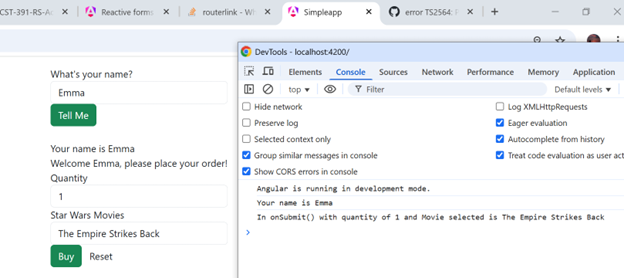 CST-391-RS-Ac
Reactive forms
routerlink - Wh
Simpleapp
error TS2564: P
DevTools - localhost:4200/
Elements Console Sources Network Performance Memory Application
top Filter Default levels
Hide network
Log XMLHttpRequests
Preserve log
Eager evaluation
Selected context only
Autocomplete from history
Group similar messages in console
Treat code evaluation as user act
Show CORS errors in console
Angular is running in development mode.
Your name is Emma
In onSubmit() with quantity of 1 and Movie selected is The Empire Strikes Back
What's your name?
Emma
Tell Me
Your name is Emma
Welcome Emma, please place your order!
Quantity
1
Star Wars Movies
The Empire Strikes Back
Buy Reset